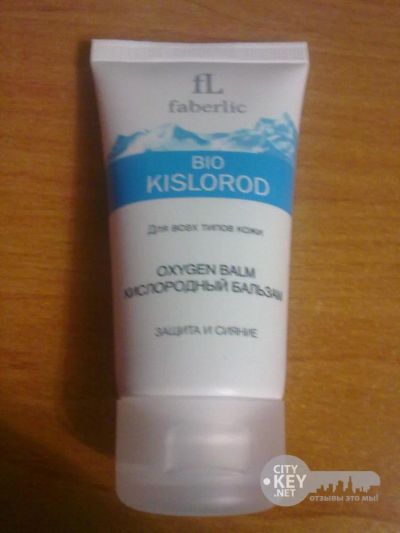 fL
faberlic
BIO
KISLOROD
Для всех типов кожи
OXYGEN BALM
КИСЛОРОДНЫЙ БАЛЬЗАМ
ЗАЩИТА И СИЯНИЕ
CITY
KEY
.NET
ОТЗЫВЫ ЭТО МЫ!